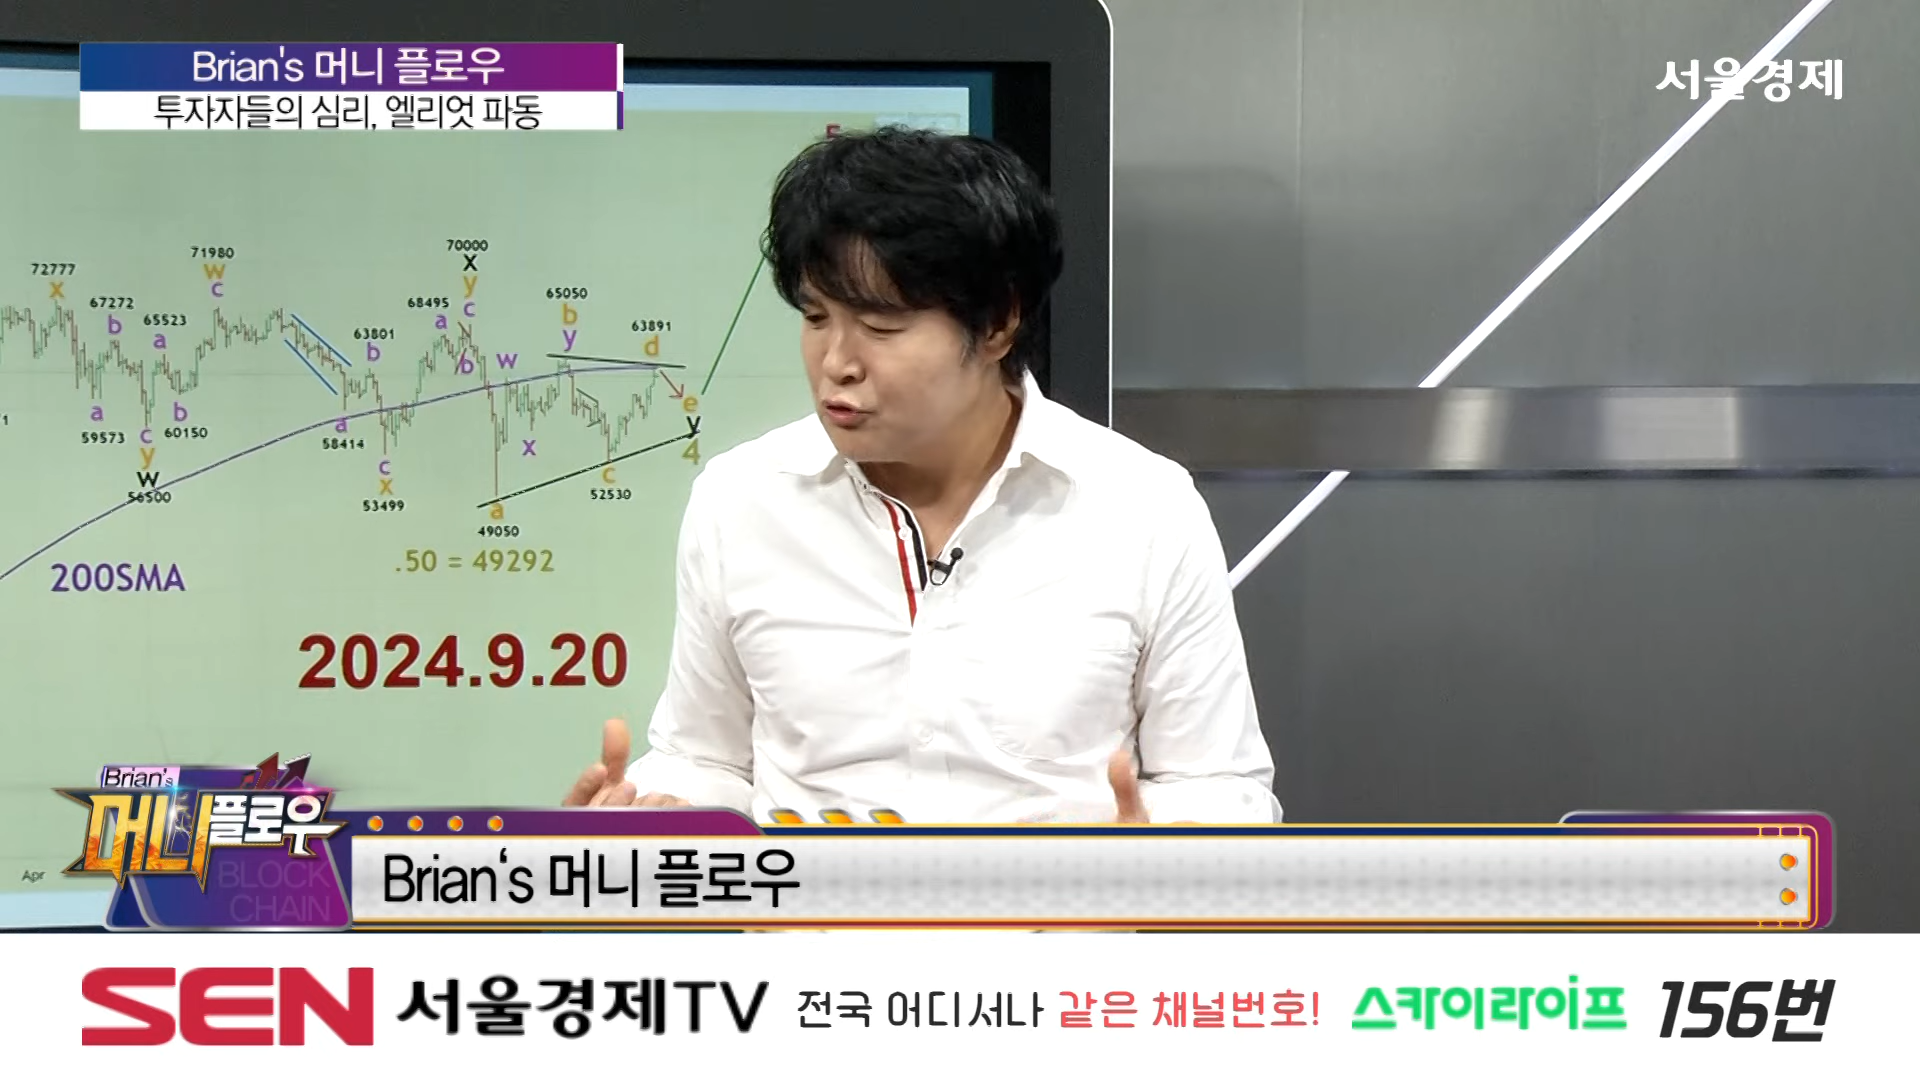 Brian's 머니 플로우
투자자들의 심리, 엘리엇 파동
서울경제
5
72777
x
67272
b
65523
a
71980
w
c
a
59573
c
y
w
56500
b
60150
63801
b
a
58414
c
x
53499
70000
x
y
c
68495
a
b
w
x
65050
b
y
63891
d
e
y
4
a
49050
c
52530
.50 = 49292
200SMA
2024.9.20
Apr
Brian's
머니플로우
BLOCK
CHAIN
Brian‘s 머니 플로우
SEN 서울경제TV 전국 어디서나 같은 채널번호! 스카이라이프 156번